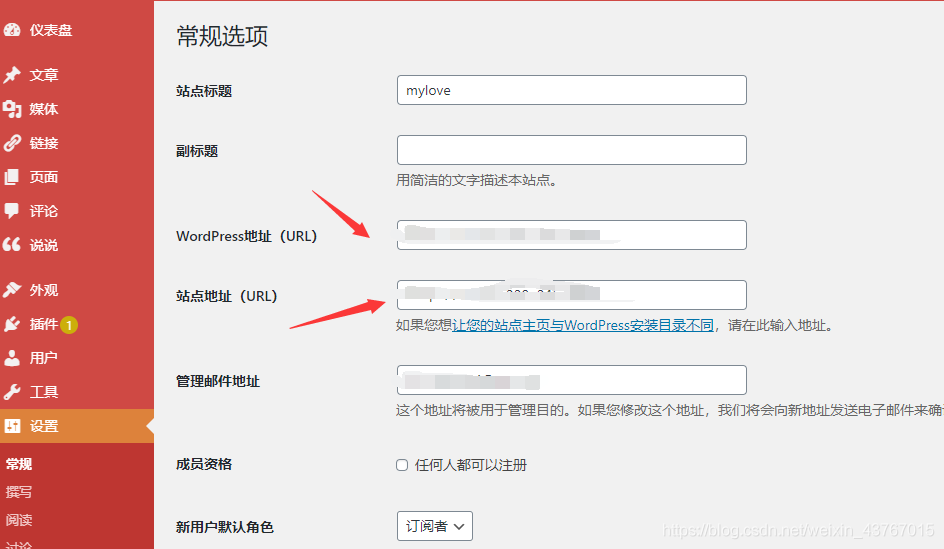 仪表盘
文章
媒体
链接
页面
评论
说说
外观
插件 1
用户
工具
设置
常规
撰写
阅读
讨论
常规选项
站点标题
mylove
副标题
用简洁的文字描述本站点。
WordPress地址（URL）
站点地址（URL）
如果您想让您的站点主页与WordPress安装目录不同，请在此输入地址。
管理邮件地址
这个地址将被用于管理目的。如果您修改这个地址，我们将会向新地址发送电子邮件来确
成员资格
任何人都可以注册
新用户默认角色
订阅者
https://blog.csdn.net/weixin_43767015